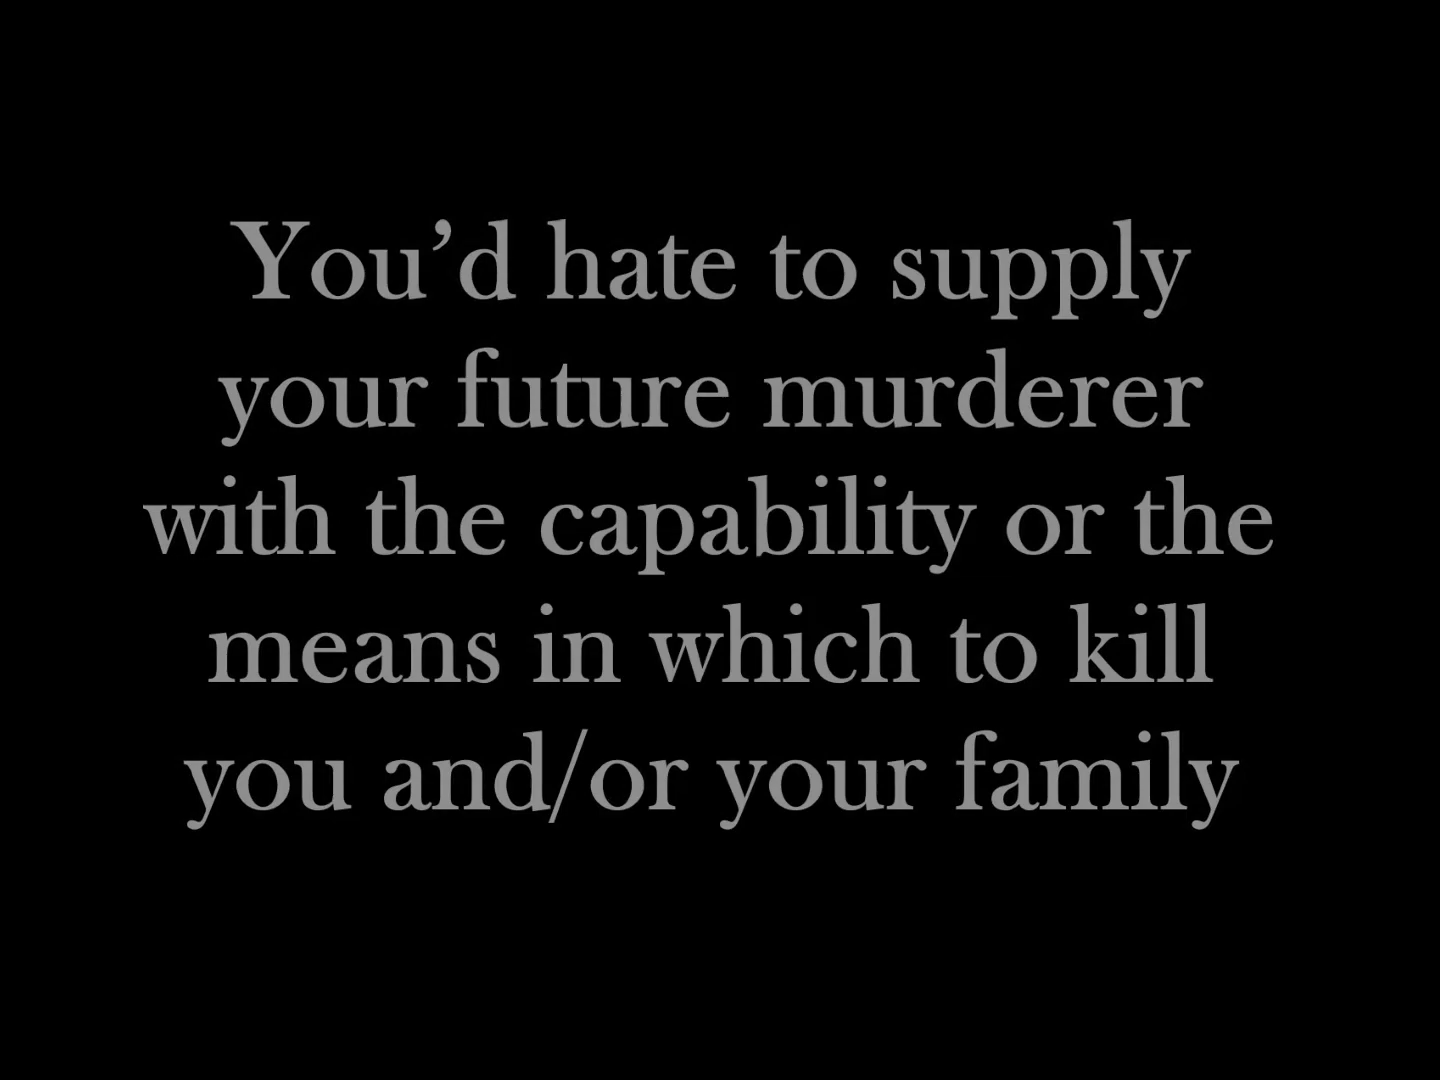 You’d hate to supply
your future murderer
with the capability or the
means in which to kill
you and/or your family